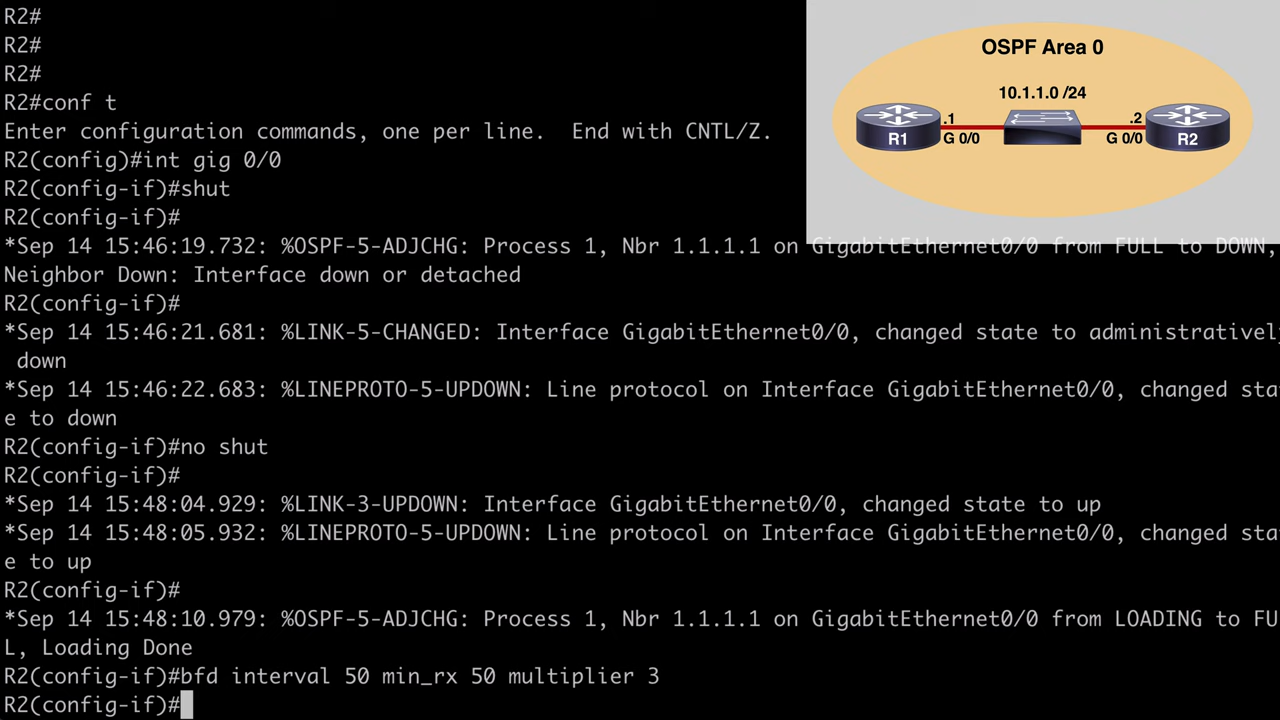 R2#
R2#
R2#
R2#conf t
Enter configuration commands, one per line.  End with CNTL/Z.
R2(config)#int gig 0/0
R2(config-if)#shut
R2(config-if)#
*Sep 14 15:46:19.732: %OSPF-5-ADJCHG: Process 1, Nbr 1.1.1.1 on GigabitEthernet0/0 from FULL to DOWN,
Neighbor Down: Interface down or detached
R2(config-if)#
*Sep 14 15:46:21.681: %LINK-5-CHANGED: Interface GigabitEthernet0/0, changed state to administratively
 down
*Sep 14 15:46:22.683: %LINEPROTO-5-UPDOWN: Line protocol on Interface GigabitEthernet0/0, changed stat
e to down
R2(config-if)#no shut
R2(config-if)#
*Sep 14 15:48:04.929: %LINK-3-UPDOWN: Interface GigabitEthernet0/0, changed state to up
*Sep 14 15:48:05.932: %LINEPROTO-5-UPDOWN: Line protocol on Interface GigabitEthernet0/0, changed stat
e to up
R2(config-if)#
*Sep 14 15:48:10.979: %OSPF-5-ADJCHG: Process 1, Nbr 1.1.1.1 on GigabitEthernet0/0 from LOADING to FUL
L, Loading Done
R2(config-if)#bfd interval 50 min_rx 50 multiplier 3
R2(config-if)#
OSPF Area 0
10.1.1.0 /24
.1
.2
R1
G 0/0
G 0/0
R2